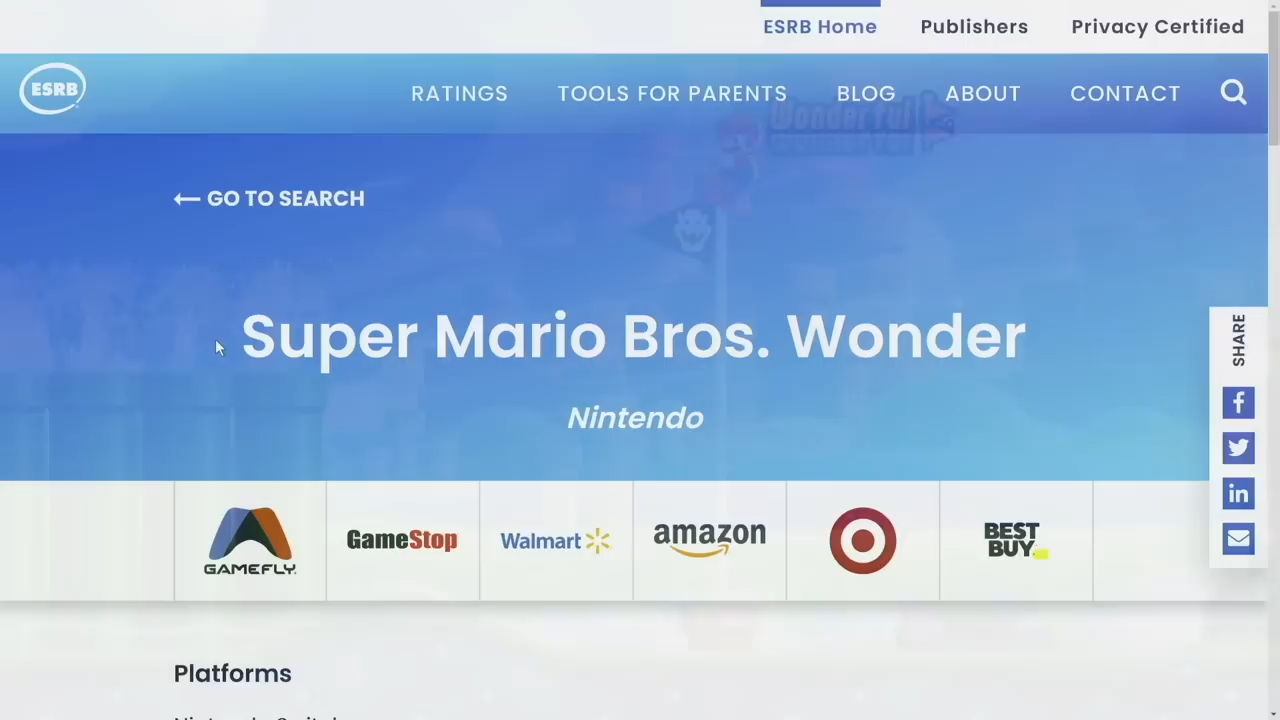 ESRB Home Publishers Privacy Certified
ESRB RATINGS TOOLS FOR PARENTS BLOG ABOUT CONTACT
Wonderful
GO TO SEARCH
Super Mario Bros. Wonder
SHARE
Nintendo
GAMEFLY GameStop Walmart amazon BEST BUY
Platforms